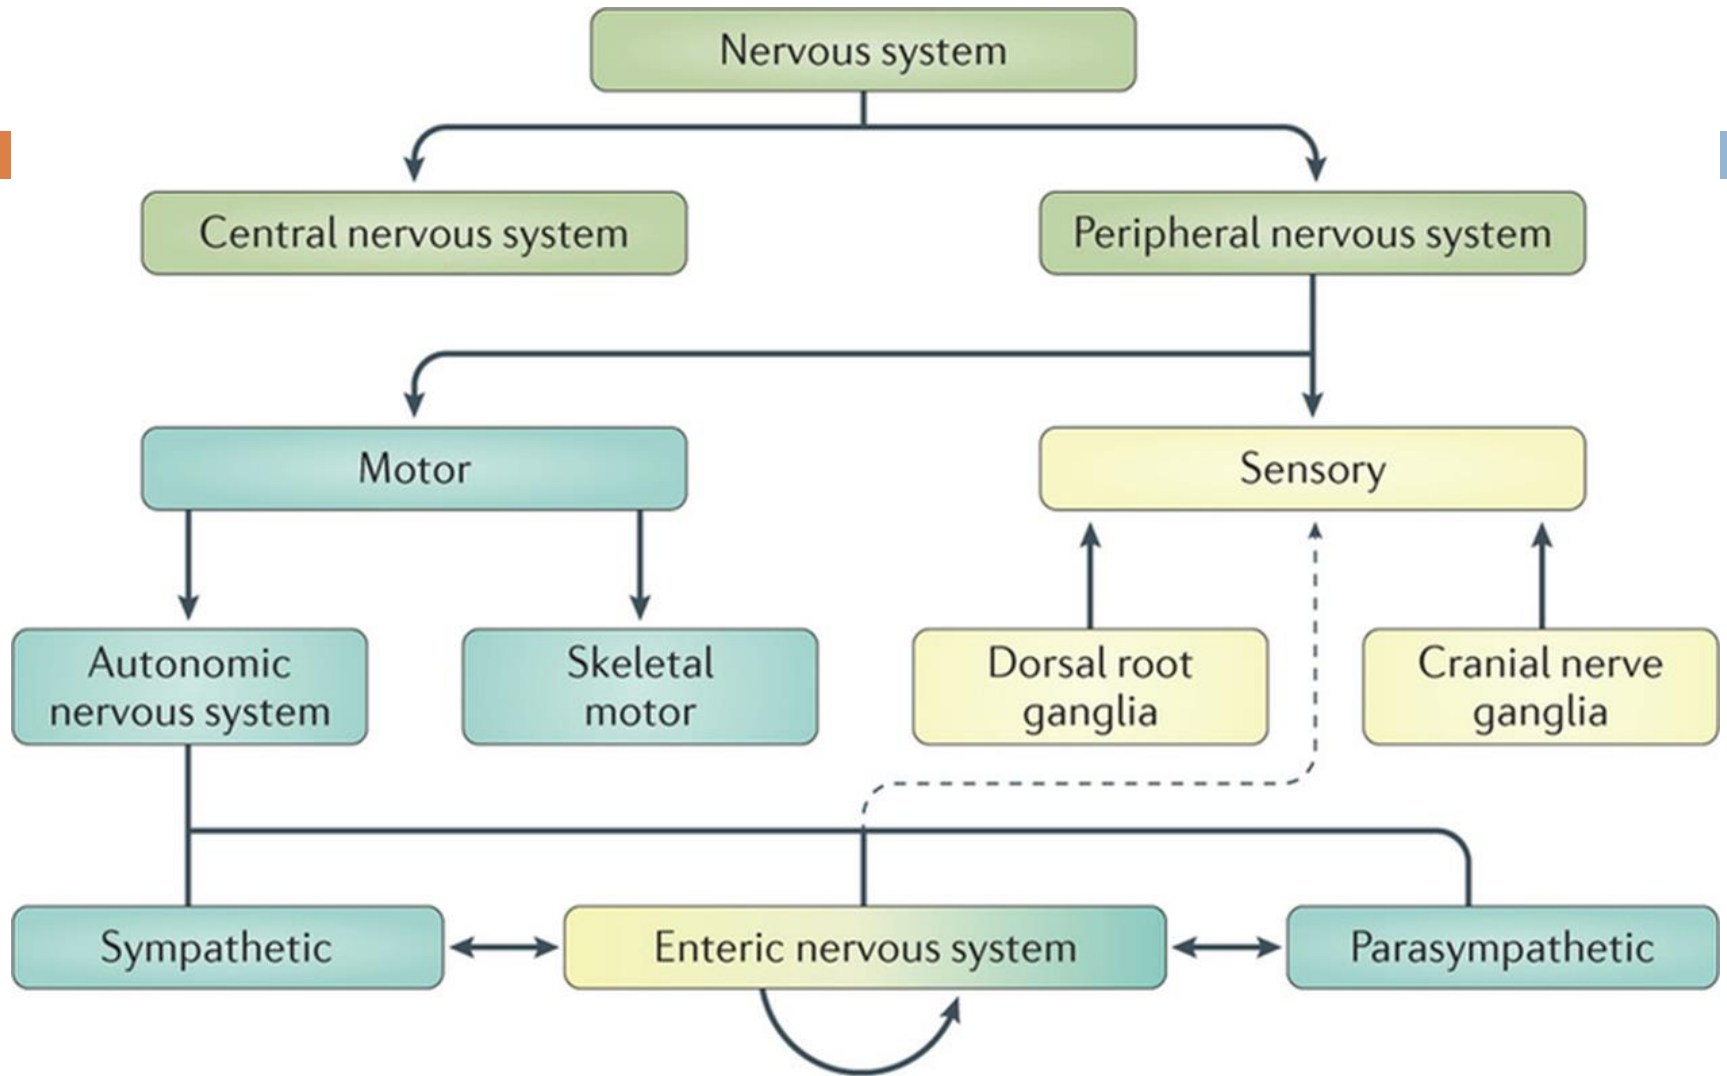 Nervous system
Central nervous system
Peripheral nervous system
Motor
Sensory
Autonomic
nervous system
Skeletal
motor
Dorsal root
ganglia
Cranial nerve
ganglia
Sympathetic
Enteric nervous system
Parasympathetic